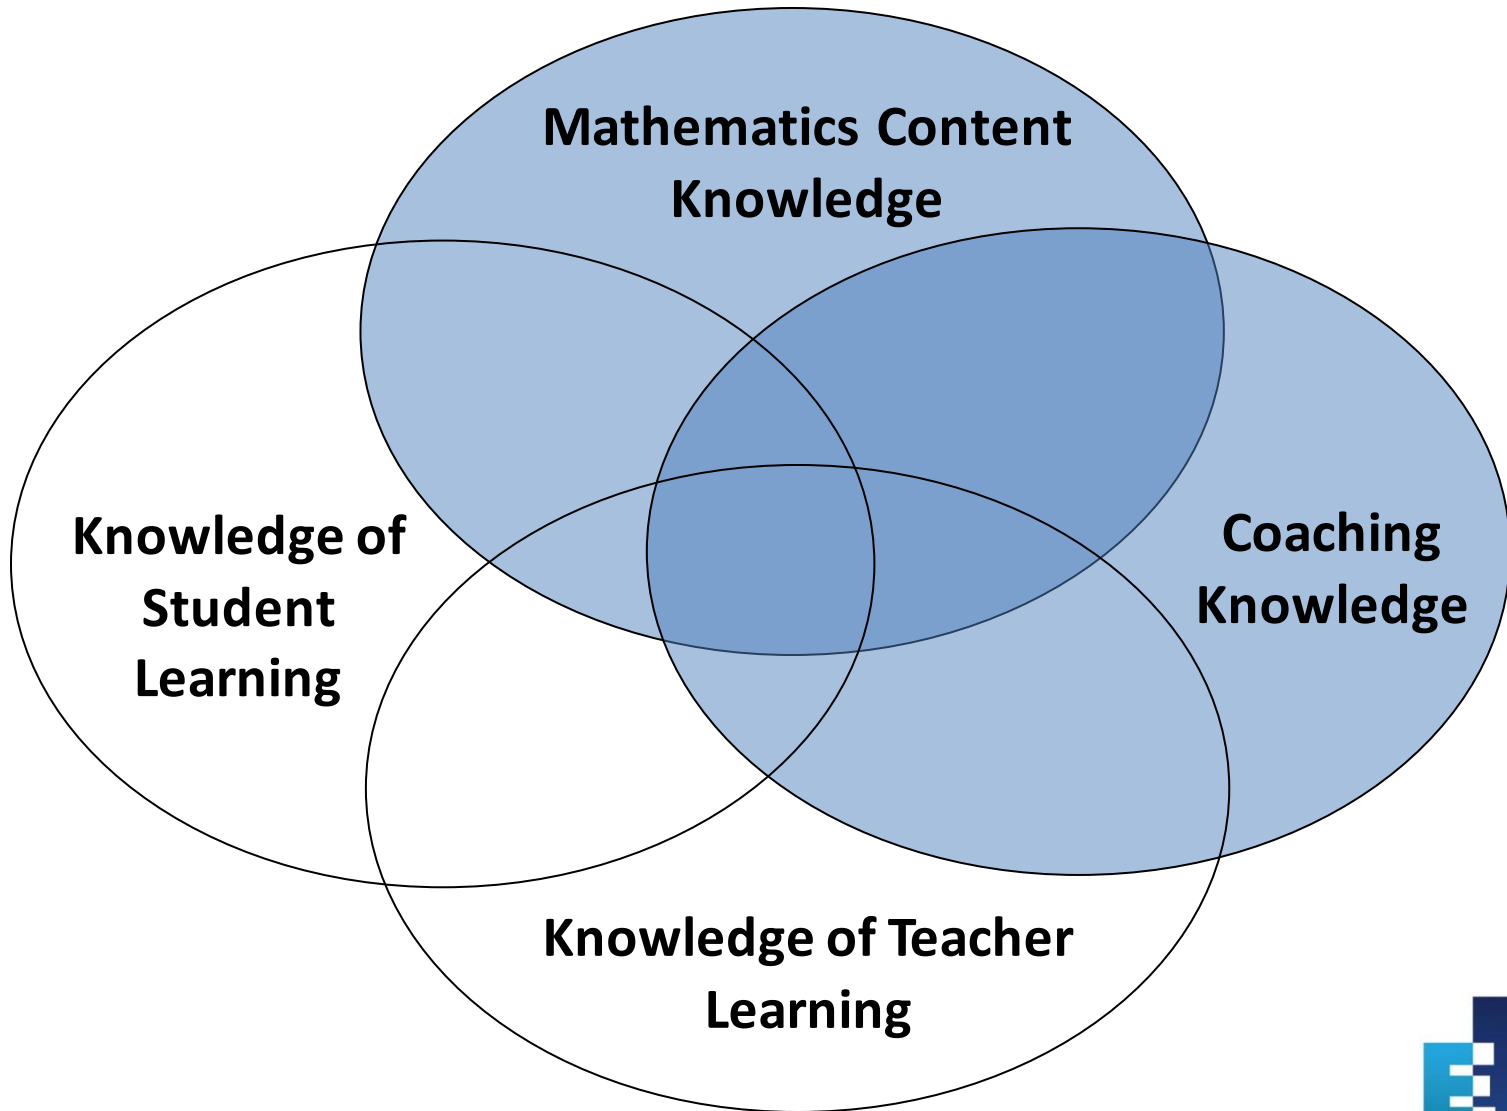 Mathematics Content
Knowledge
Knowledge of
Student
Learning
Coaching
Knowledge
Knowledge of Teacher
Learning